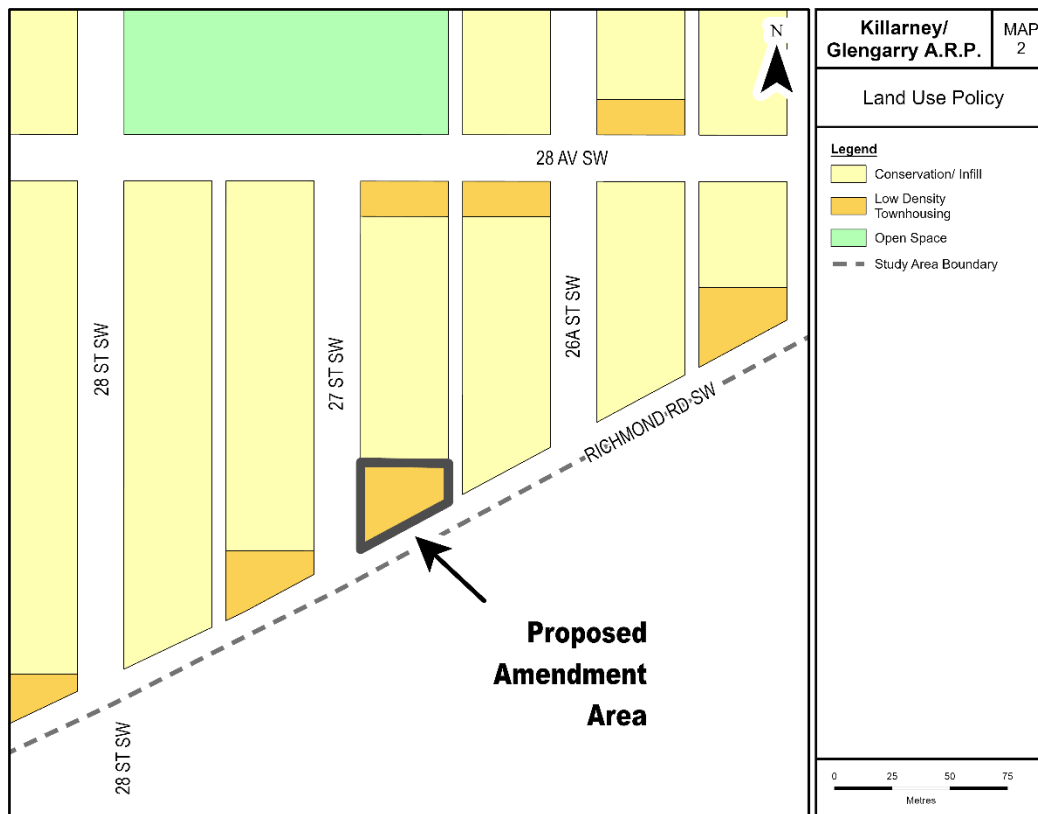 Killarney/
Glengarry A.R.P.
MAP
2
Land Use Policy
Legend
Conservation/ Infill
Low Density
Townhousing
Open Space
Study Area Boundary
N
28 AV SW
28 ST SW
27 ST SW
26A ST SW
RICHMOND RD SW
Proposed
Amendment
Area
28 ST SW
0 25 50 75
Metres